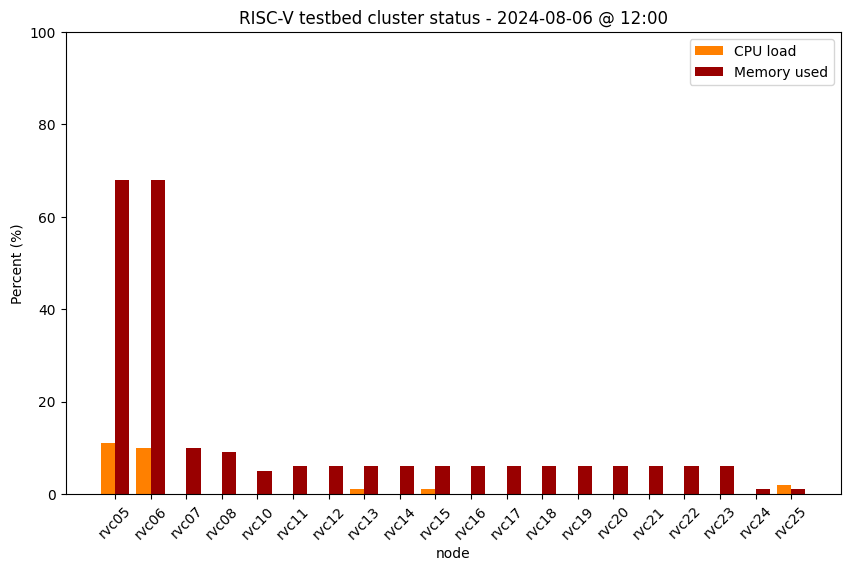 RISC-V testbed cluster status - 2024-08-06 @ 12:00
CPU load
Memory used
Percent (%)
100
80
60
40
20
0
rvc05 rvc06 rvc07 rvc08 rvc10 rvc11 rvc12 rvc13 rvc14 rvc15 rvc16 rvc17 rvc18 rvc19 rvc20 rvc21 rvc22 rvc23 rvc24 rvc25
node